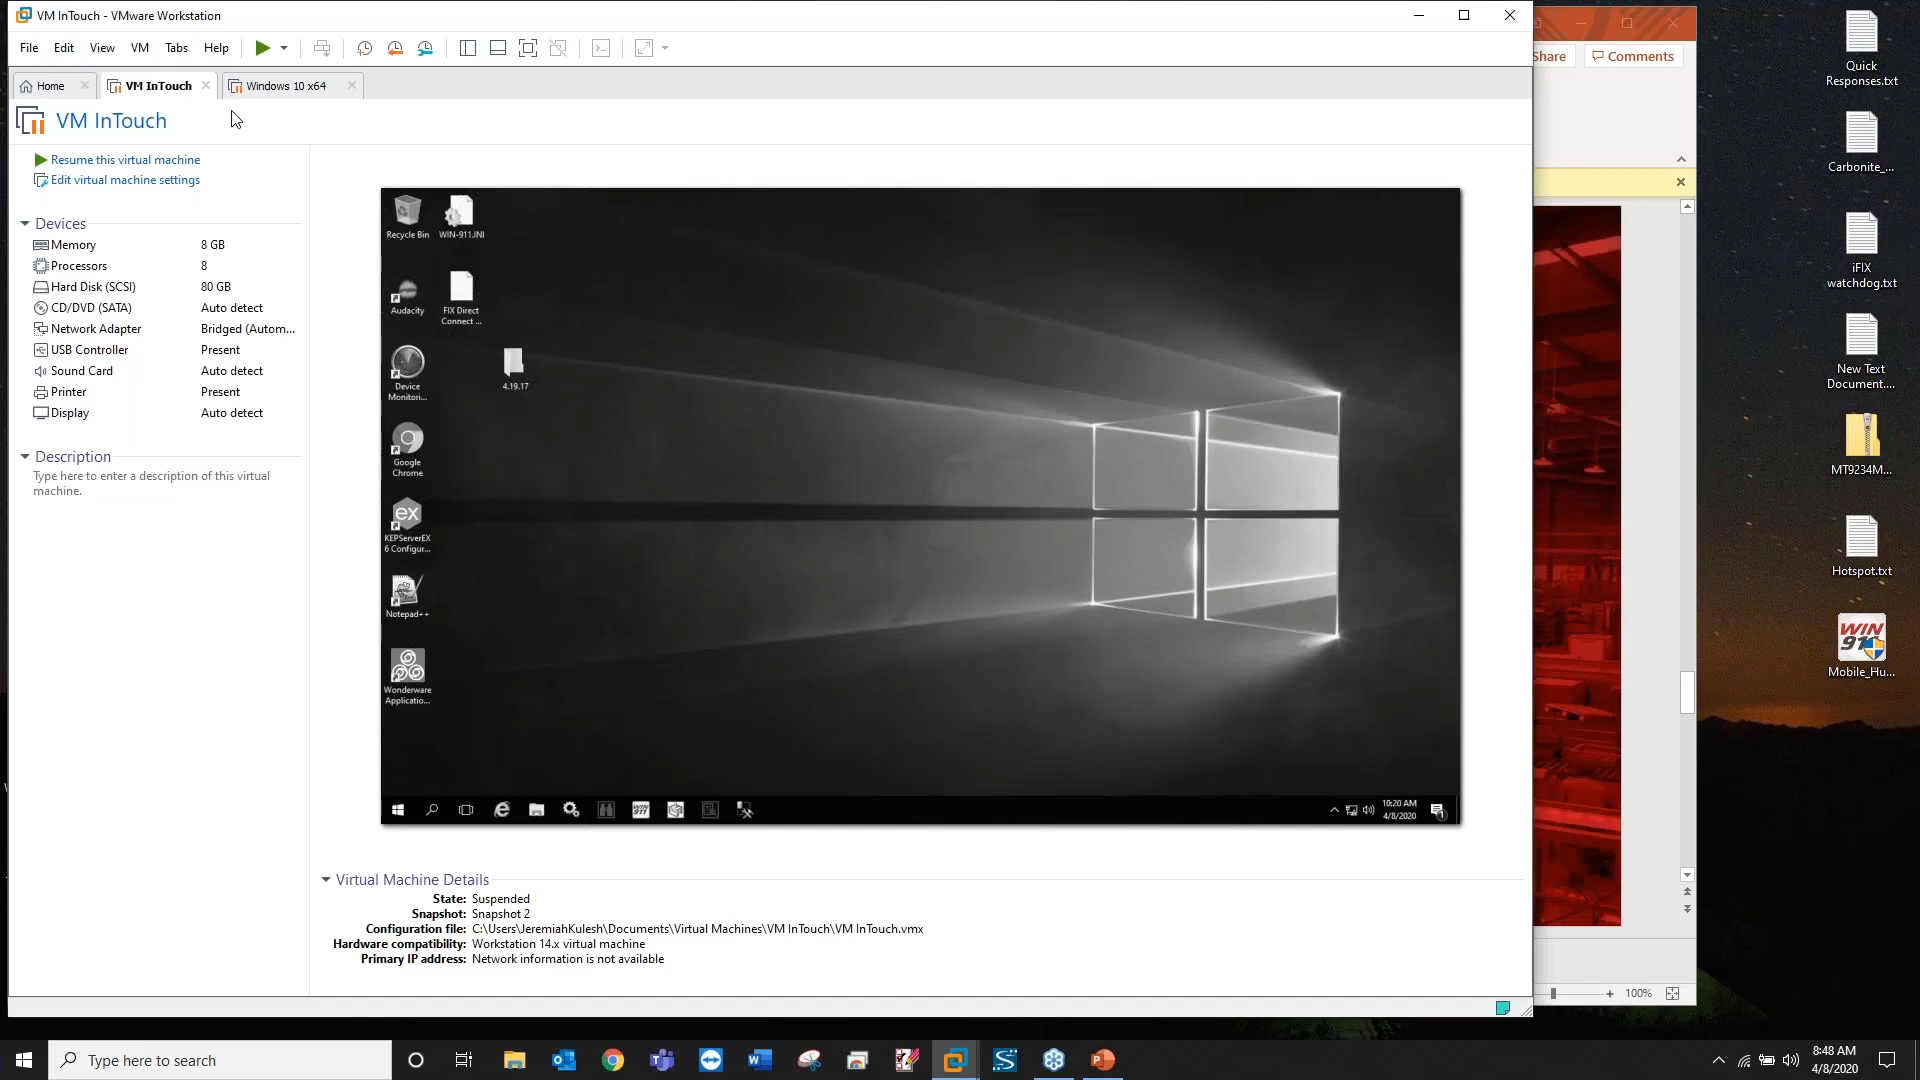 VM InTouch - VMware Workstation
File Edit View VM Tabs Help
Home
VM InTouch
Windows 10 x64
VM InTouch
Resume this virtual machine
Edit virtual machine settings
Devices
Memory 8 GB
Processors 8
Hard Disk (SCSI) 80 GB
CD/DVD (SATA) Auto detect
Network Adapter Bridged (Autom...
USB Controller Present
Sound Card Auto detect
Printer Present
Display Auto detect
Description
Type here to enter a description of this virtual
machine.
Recycle Bin
WIN-911.INI
Audacity
FIX Direct
Connect ...
Device
Monitori...
4.19.17
Google
Chrome
ex
KEPServerEX
6 Configur...
Notepad++
Wonderware
Applicatio...
10:20 AM
4/8/2020
Virtual Machine Details
State: Suspended
Snapshot: Snapshot 2
Configuration file: C:\Users\JeremiahKulesh\Documents\Virtual Machines\VM InTouch\VM InTouch.vmx
Hardware compatibility: Workstation 14.x virtual machine
Primary IP address: Network information is not available
Share
Comments
100%
Quick
Responses.txt
Carbonite_...
iFIX
watchdog.txt
New Text
Document....
MT9234M...
Hotspot.txt
WIN
911
Mobile_Hu...
Type here to search
8:48 AM
4/8/2020